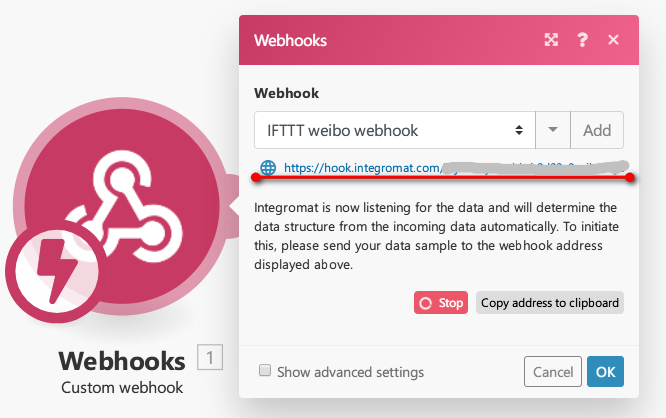 Webhooks
Webhook
IFTTT weibo webhook
Add
https://hook.integromat.com/
Integromat is now listening for the data and will determine the
data structure from the incoming data automatically. To initiate
this, please send your data sample to the webhook address
displayed above.
Stop
Copy address to clipboard
Show advanced settings
Cancel
OK
Webhooks 1
Custom webhook